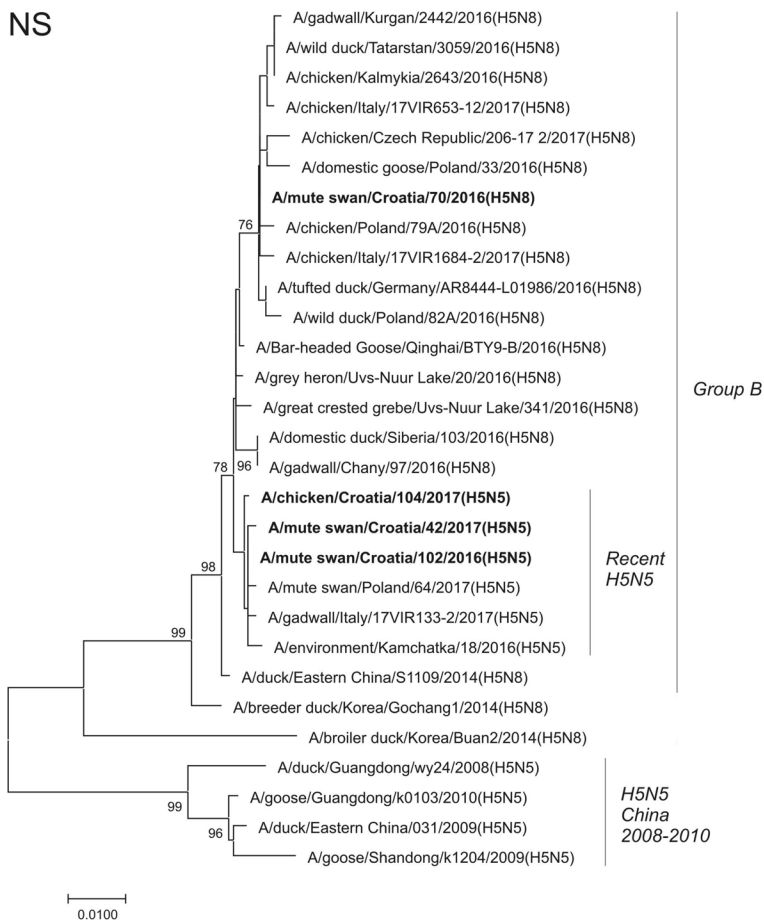 NS
A/gadwall/Kurgan/2442/2016(H5N8)
A/wild duck/Tatarstan/3059/2016(H5N8)
A/chicken/Kalmykia/2643/2016(H5N8)
A/chicken/Italy/17VIR653-12/2017(H5N8)
A/chicken/Czech Republic/206-17 2/2017(H5N8)
A/domestic goose/Poland/33/2016(H5N8)
A/mute swan/Croatia/70/2016(H5N8)
76
A/chicken/Poland/79A/2016(H5N8)
A/chicken/Italy/17VIR1684-2/2017(H5N8)
A/tufted duck/Germany/AR8444-L01986/2016(H5N8)
A/wild duck/Poland/82A/2016(H5N8)
A/Bar-headed Goose/Qinghai/BTY9-B/2016(H5N8)
A/grey heron/Uvs-Nuur Lake/20/2016(H5N8)
Group B
A/great crested grebe/Uvs-Nuur Lake/341/2016(H5N8)
A/domestic duck/Siberia/103/2016(H5N8)
78 96
A/gadwall/Chany/97/2016(H5N8)
A/chicken/Croatia/104/2017(H5N5)
A/mute swan/Croatia/42/2017(H5N5)
A/mute swan/Croatia/102/2016(H5N5)
Recent
H5N5
98
A/mute swan/Poland/64/2017(H5N5)
A/gadwall/Italy/17VIR133-2/2017(H5N5)
99
A/environment/Kamchatka/18/2016(H5N5)
A/duck/Eastern China/S1109/2014(H5N8)
A/breeder duck/Korea/Gochang1/2014(H5N8)
A/broiler duck/Korea/Buan2/2014(H5N8)
A/duck/Guangdong/wy24/2008(H5N5)
99
A/goose/Guangdong/k0103/2010(H5N5)
96
A/duck/Eastern China/031/2009(H5N5)
A/goose/Shandong/k1204/2009(H5N5)
H5N5
China
2008-2010
0.0100